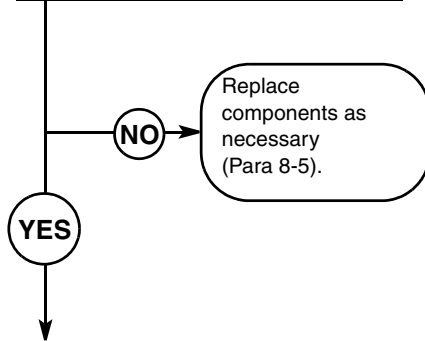 Replace
components as
necessary
(Para 8-5).
NO
YES